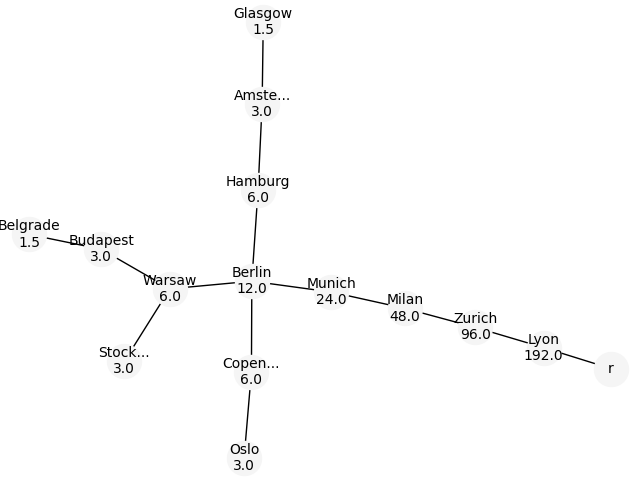 Glasgow
1.5
Amste...
3.0
Hamburg
6.0
Belgrade
1.5
Budapest
3.0
Warsaw
6.0
Berlin
12.0
Munich
24.0
Milan
48.0
Zurich
96.0
Lyon
192.0
r
Stock...
3.0
Copen...
6.0
Oslo
3.0